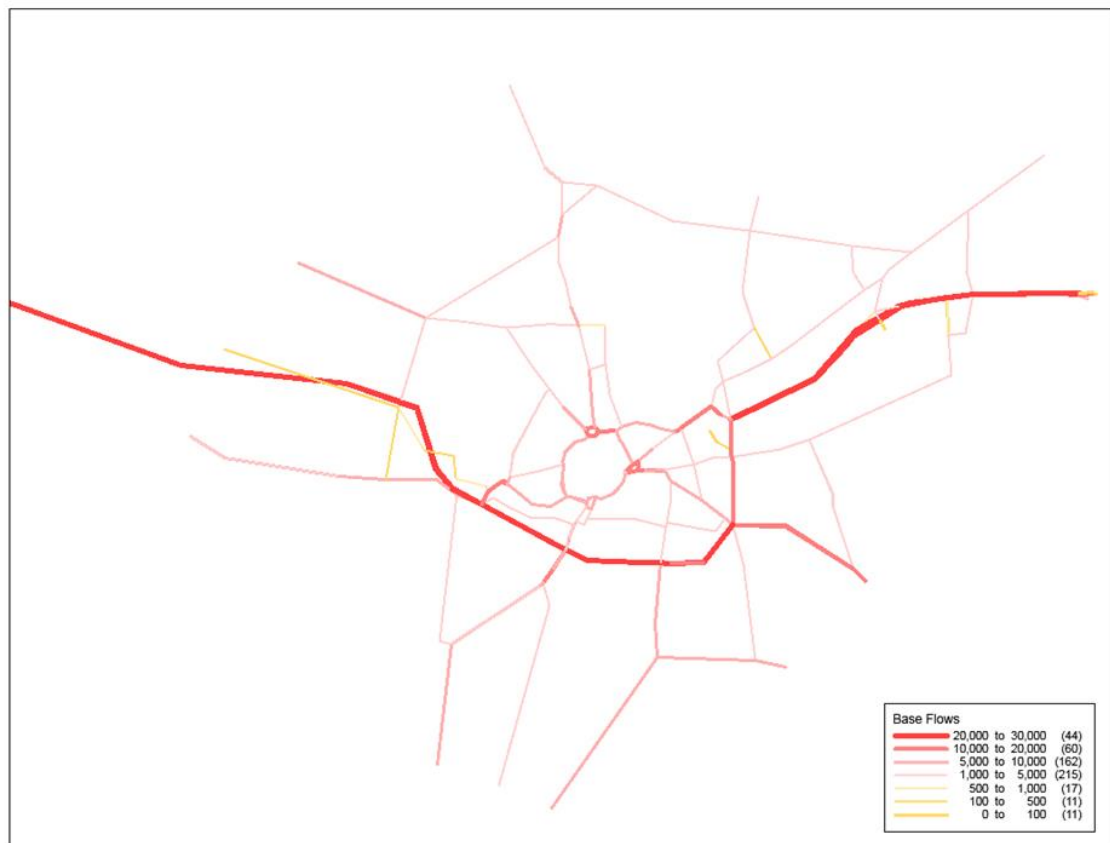 Base Flows
20,000 to 30,000 (44)
10,000 to 20,000 (60)
5,000 to 10,000 (162)
1,000 to 5,000 (215)
500 to 1,000 (17)
100 to 500 (11)
0 to 100 (11)